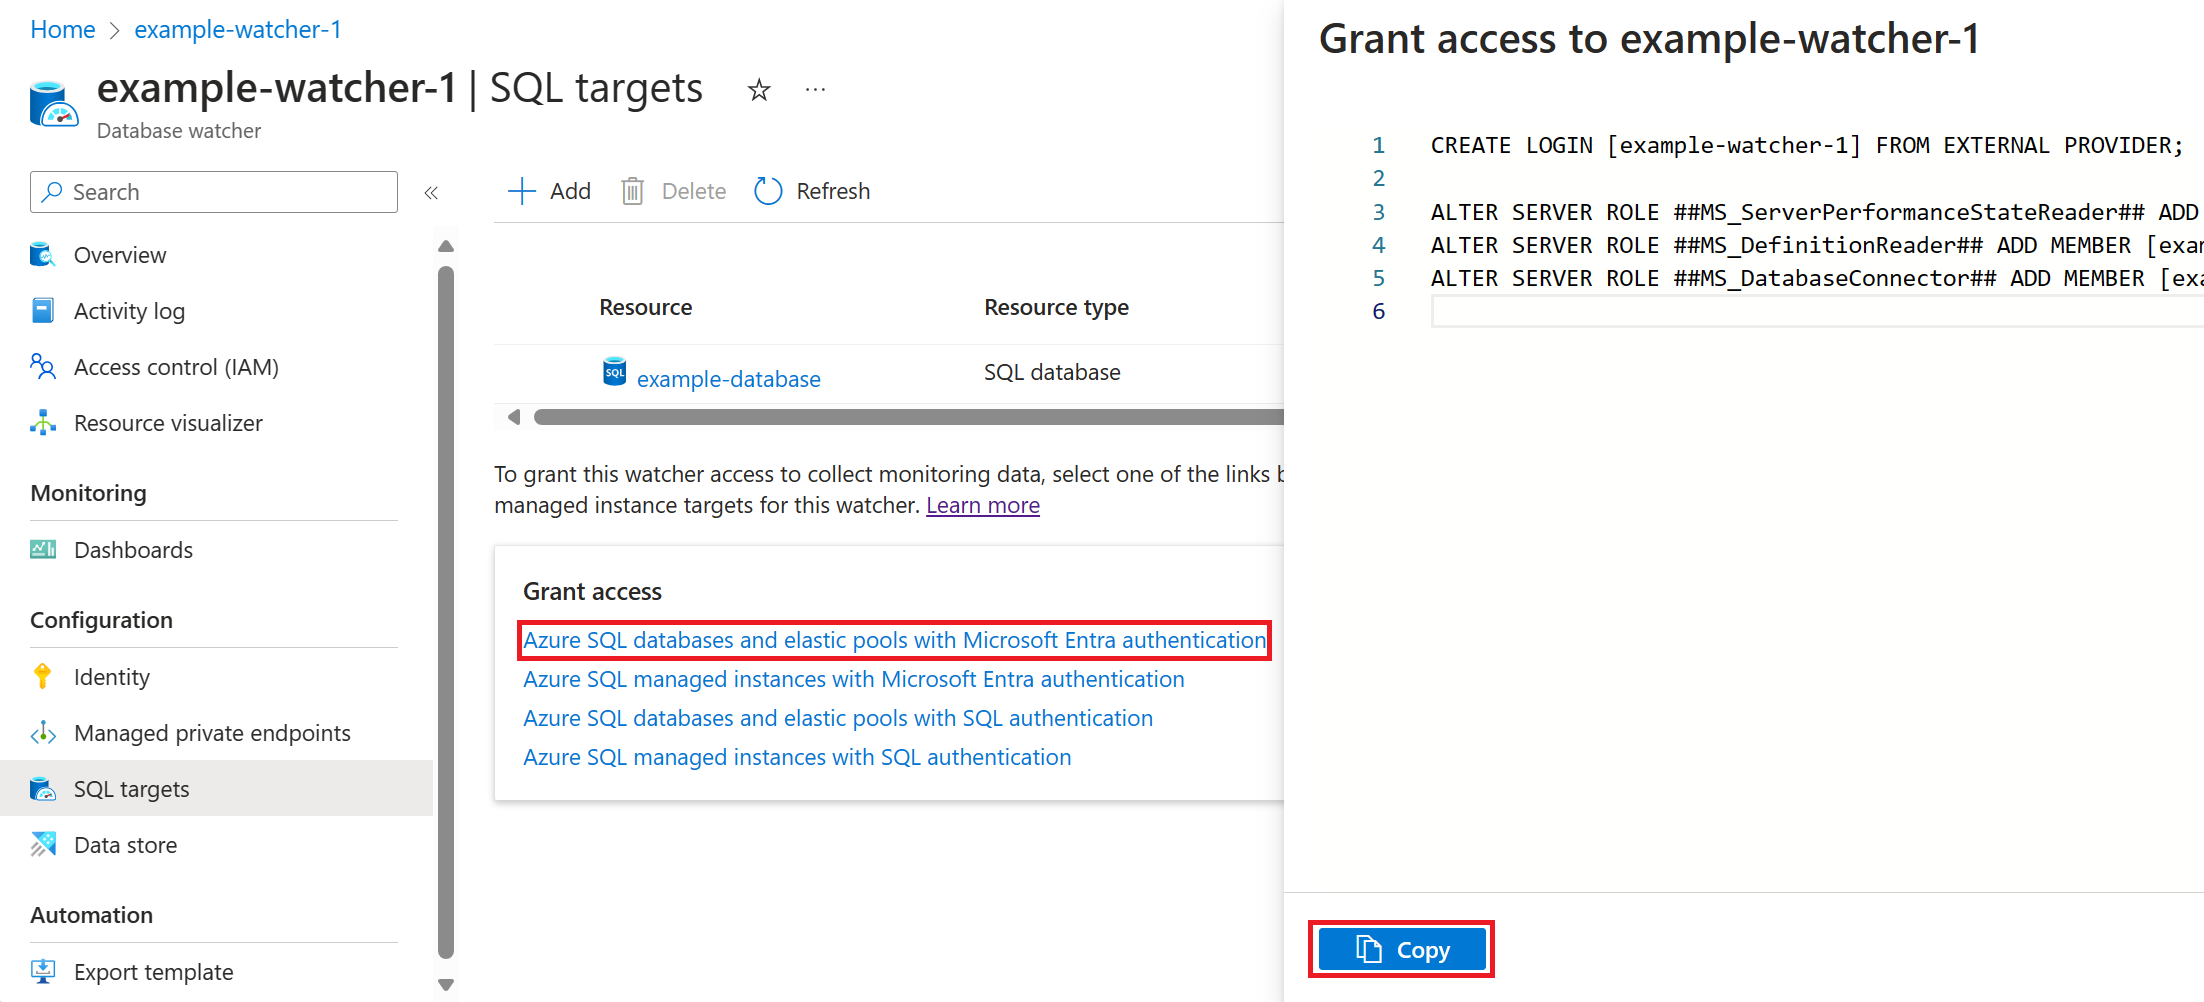 Home > example-watcher-1
example-watcher-1 | SQL targets
Database watcher
Search
Overview
Activity log
Access control (IAM)
Resource visualizer
Monitoring
Dashboards
Configuration
Identity
Managed private endpoints
SQL targets
Data store
Automation
Export template
Add Delete Refresh
Resource Resource type
SQL example-database SQL database
To grant this watcher access to collect monitoring data, select one of the links
managed instance targets for this watcher. Learn more
Grant access
Azure SQL databases and elastic pools with Microsoft Entra authentication
Azure SQL managed instances with Microsoft Entra authentication
Azure SQL databases and elastic pools with SQL authentication
Azure SQL managed instances with SQL authentication
Grant access to example-watcher-1
1 CREATE LOGIN [example-watcher-1] FROM EXTERNAL PROVIDER;
2
3 ALTER SERVER ROLE ##MS_ServerPerformanceStateReader## ADD
4 ALTER SERVER ROLE ##MS_DefinitionReader## ADD MEMBER [exa
5 ALTER SERVER ROLE ##MS_DatabaseConnector## ADD MEMBER [exa
6
Copy